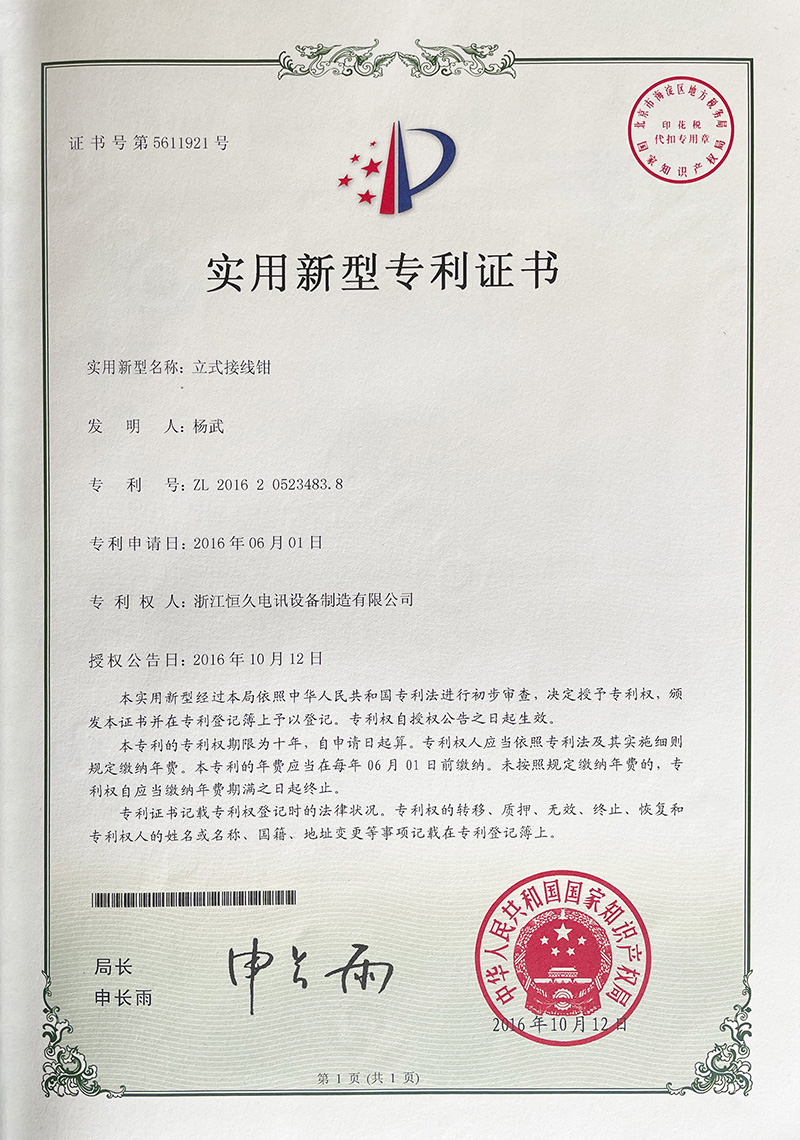 证书号第5611921号
北京市海淀区地方税务局
印花税
代扣专用章
国家知识产权局
实用新型专利证书
实用新型名称：立式接线钳
发明人：杨武
专利号：ZL 2016 2 0523483.8
专利申请日：2016年06月01日
专利权人：浙江恒久电讯设备制造有限公司
授权公告日：2016年10月12日
本实用新型经过本局依照中华人民共和国专利法进行初步审查，决定授予专利权，颁
发本证书并在专利登记簿上予以登记。专利权自授权公告之日起生效。
本专利的专利权期限为十年，自申请日起算。专利权人应当依照专利法及其实施细则
规定缴纳年费。本专利的年费应当在每年06月01日前缴纳。未按照规定缴纳年费的，专
利权自应当缴纳年费期满之日起终止。
专利证书记载专利权登记时的法律状况。专利权的转移、质押、无效、终止、恢复和
专利权人的姓名或名称、国籍、地址变更等事项记载在专利登记簿上。
局长
申长雨
申长雨
中华人民共和国国家知识产权局
2016年10月12日
第1页(共1页)